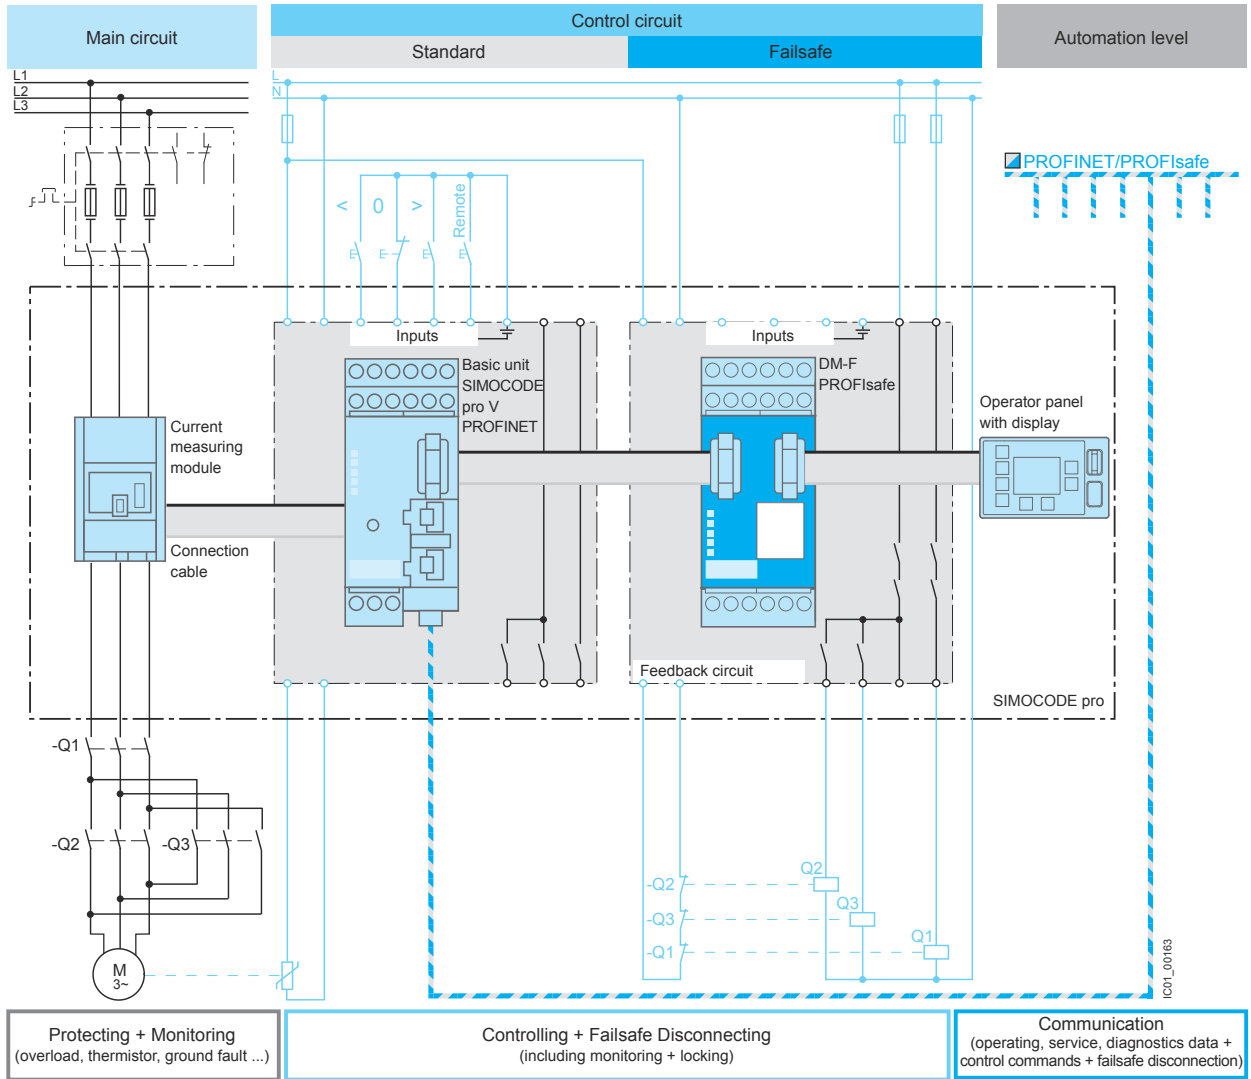 Main circuit
Control circuit
Standard
Failsafe
Automation level
L1
L2
L3
L
N
PROFINET/PROFIsafe
< 0 >
Remote
Inputs
Inputs
Basic unit
SIMOCODE
pro V
PROFINET
DM-F
PROFIsafe
Operator panel
with display
Current
measuring
module
Connection
cable
Feedback circuit
SIMOCODE pro
-Q1
-Q2
-Q3
M
3~
-Q2
-Q3
-Q1
Q2
Q3
Q1
IC01_00163
Protecting + Monitoring
(overload, thermistor, ground fault ...)
Controlling + Failsafe Disconnecting
(including monitoring + locking)
Communication
(operating, service, diagnostics data +
control commands + failsafe disconnection)